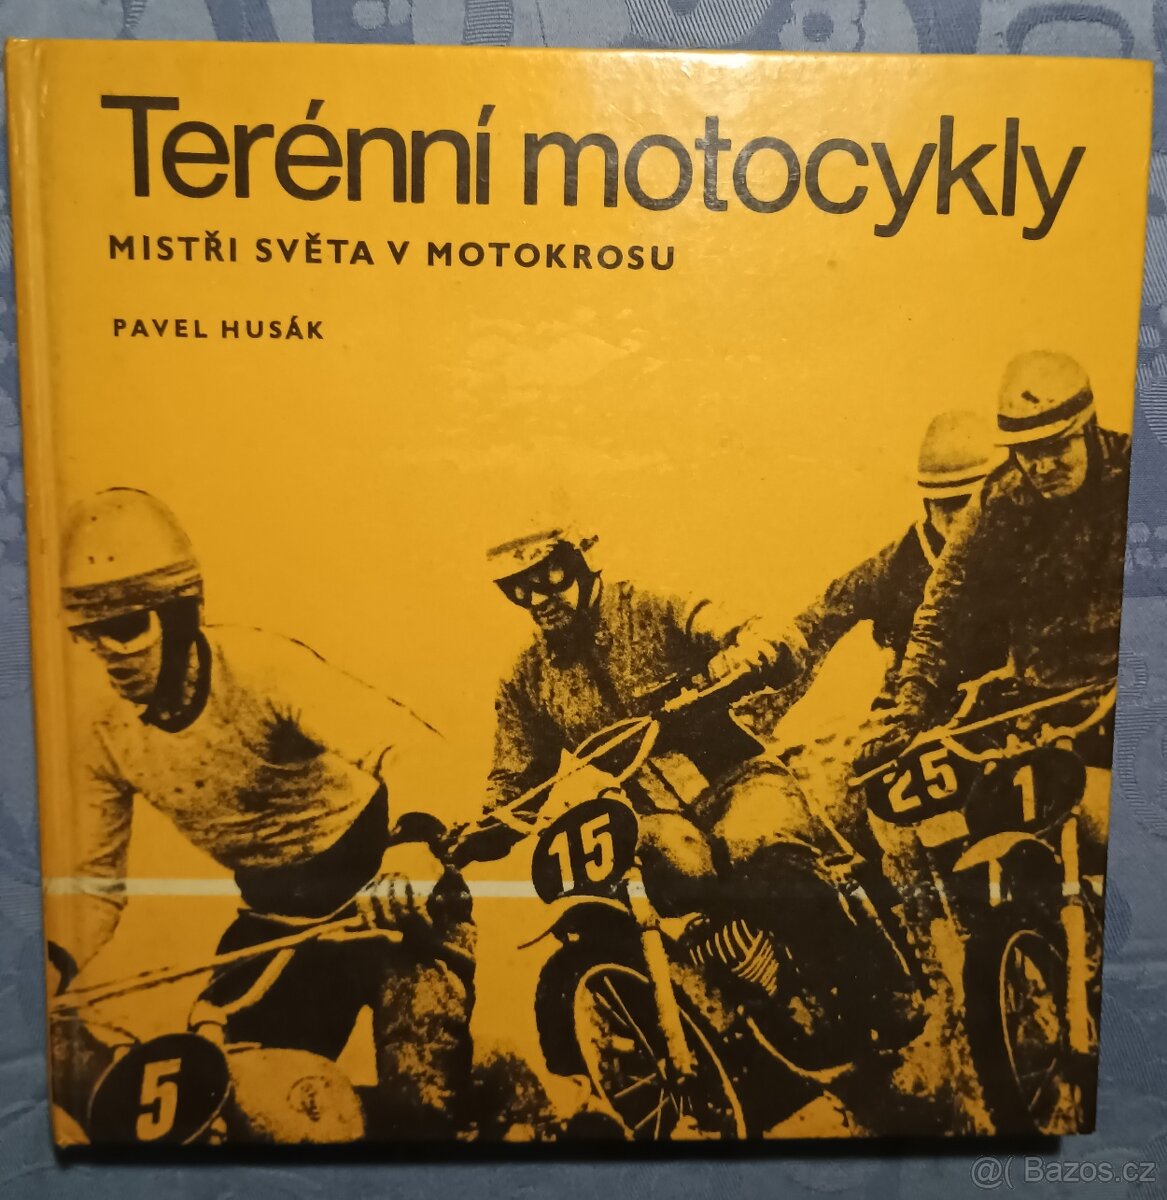 Terénní motocykly
MISTŘI SVĚTA V MOTOKROSU
PAVEL HUSÁK
25
1
15
5
@( Bazos.cz